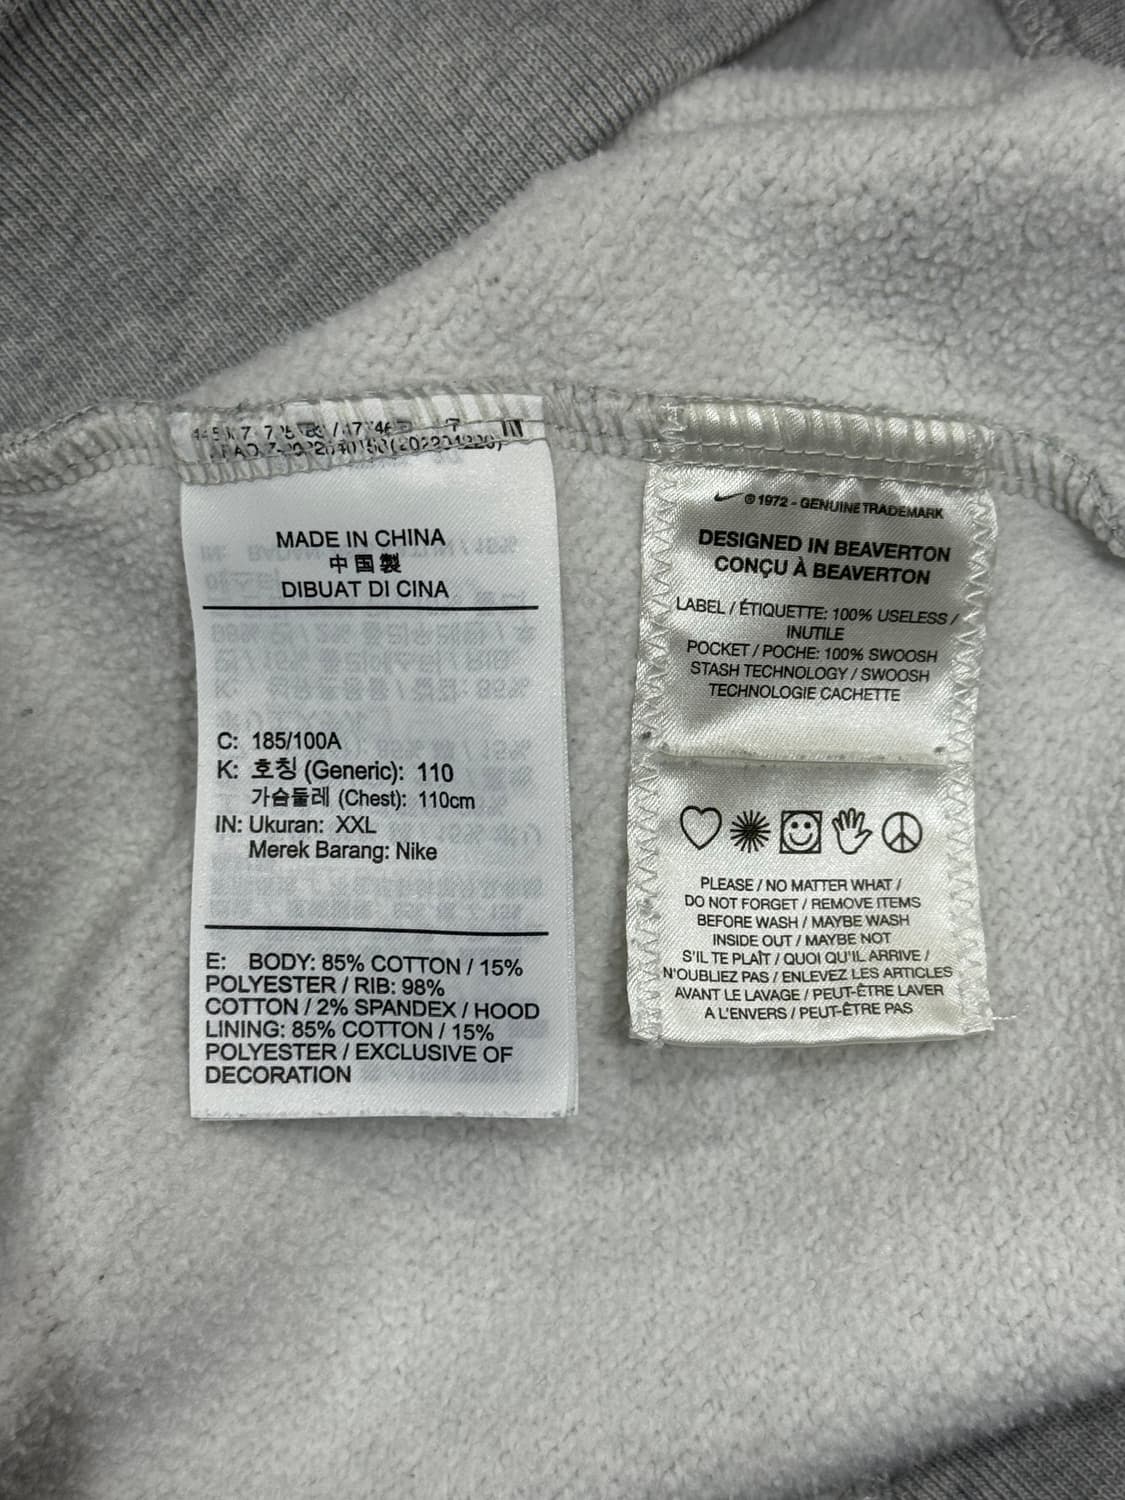 MADE IN CHINA
中国製
DIBUAT DI CINA
C: 185/100A
K: 호칭 (Generic): 110
가슴둘레 (Chest): 110cm
IN: Ukuran: XXL
Merek Barang: Nike
E: BODY: 85% COTTON / 15%
POLYESTER / RIB: 98%
COTTON / 2% SPANDEX / HOOD
LINING: 85% COTTON / 15%
POLYESTER / EXCLUSIVE OF
DECORATION
® 1972 - GENUINE TRADEMARK
DESIGNED IN BEAVERTON
CONÇU À BEAVERTON
LABEL / ÉTIQUETTE: 100% USELESS /
INUTILE
POCKET / POCHE: 100% SWOOSH
STASH TECHNOLOGY / SWOOSH
TECHNOLOGIE CACHETTE
PLEASE / NO MATTER WHAT /
DO NOT FORGET / REMOVE ITEMS
BEFORE WASH / MAYBE WASH
INSIDE OUT / MAYBE NOT
S'IL TE PLAÎT / QUOI QU'IL ARRIVE /
N'OUBLIEZ PAS / ENLEVEZ LES ARTICLES
AVANT LE LAVAGE / PEUT-ÊTRE LAVER
A L'ENVERS / PEUT-ÊTRE PAS